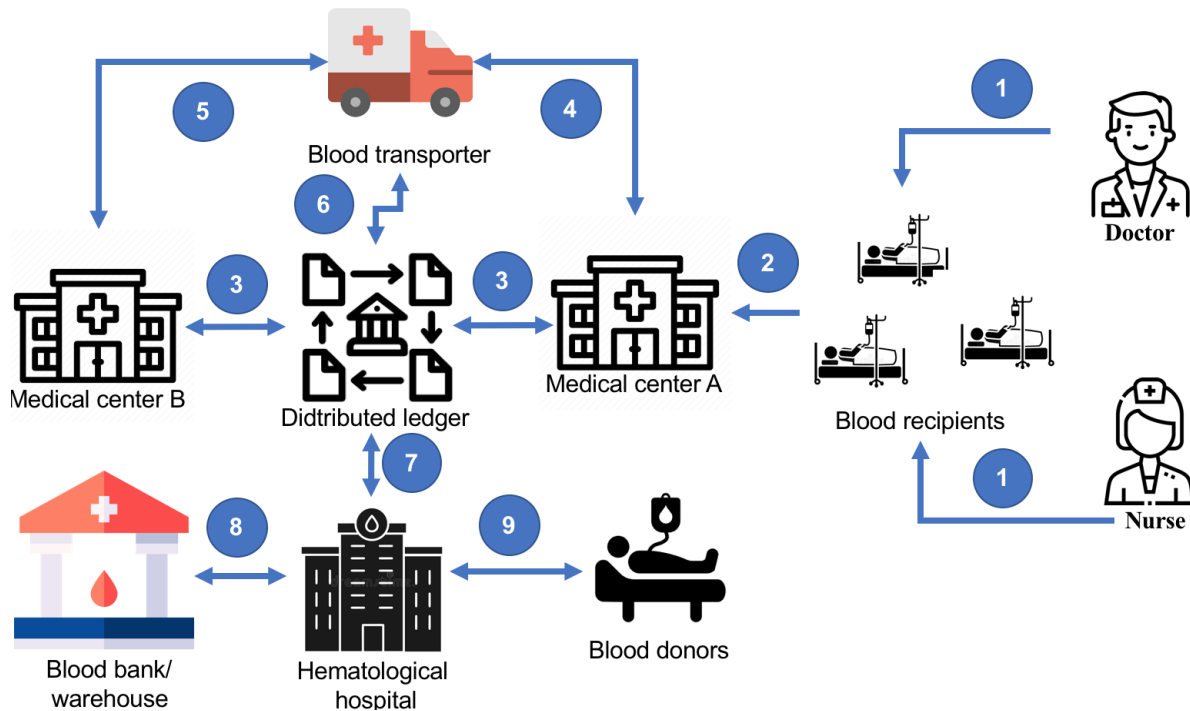 1
5
4
Blood transporter
6
Doctor
2
3
3
Medical center B
Didtributed ledger
Medical center A
Blood recipients
7
1
Nurse
8
9
Blood bank/
warehouse
Hematological
hospital
Blood donors